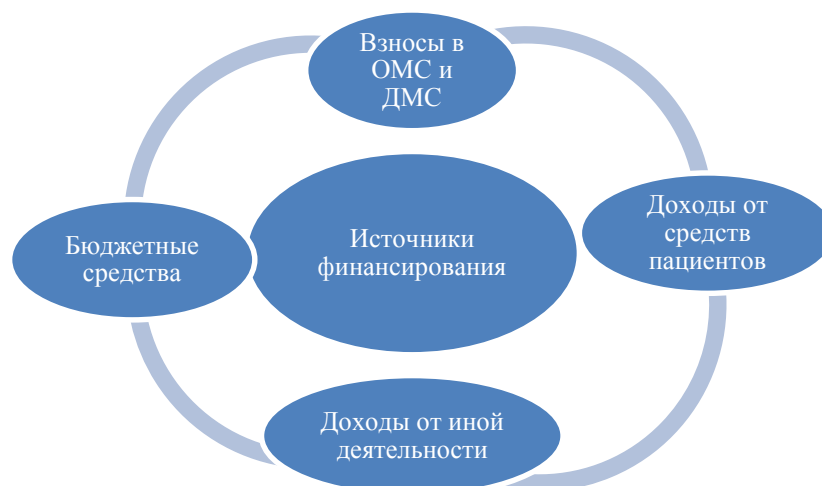 Взносы в
ОМС и
ДМС
Доходы от
средств
пациентов
Источники
финансирования
Бюджетные
средства
Доходы от иной
деятельности